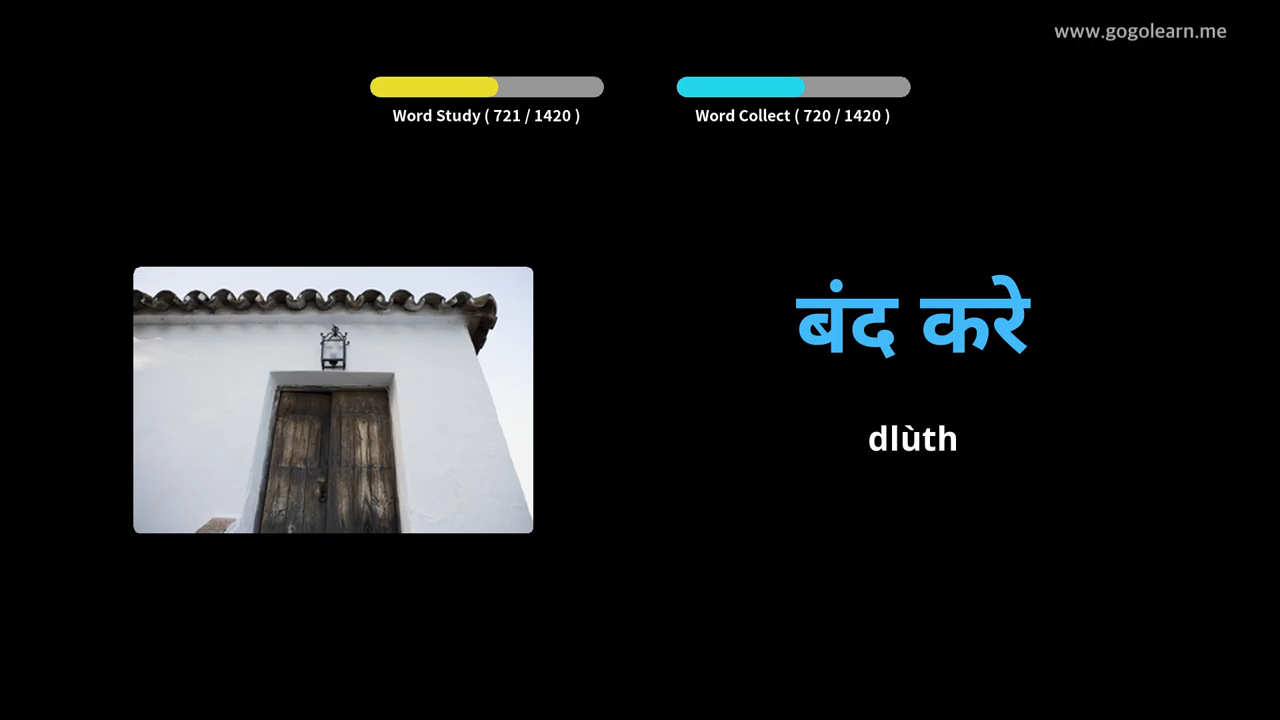 www.gogolearn.me
Word Study ( 721 / 1420 )
Word Collect ( 720 / 1420 )
बंद करे
dlùth